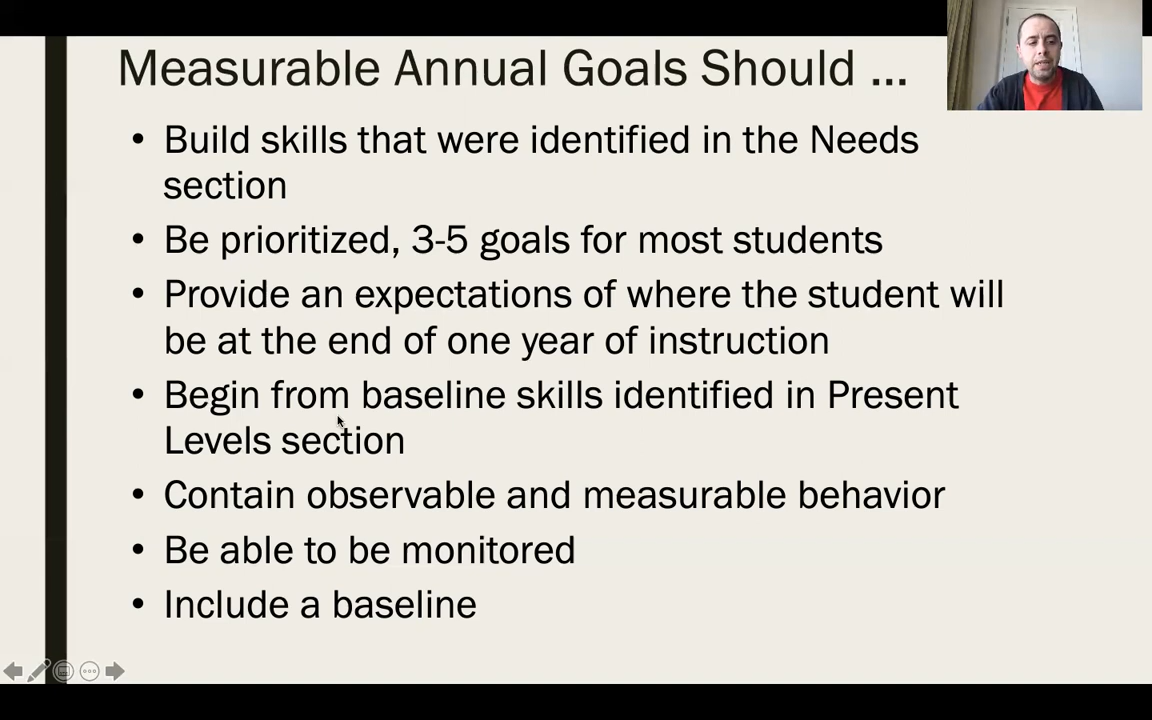 Measurable Annual Goals Should ...
• Build skills that were identified in the Needs
section
• Be prioritized, 3-5 goals for most students
• Provide an expectations of where the student will
be at the end of one year of instruction
• Begin from baseline skills identified in Present
Levels section
• Contain observable and measurable behavior
• Be able to be monitored
• Include a baseline